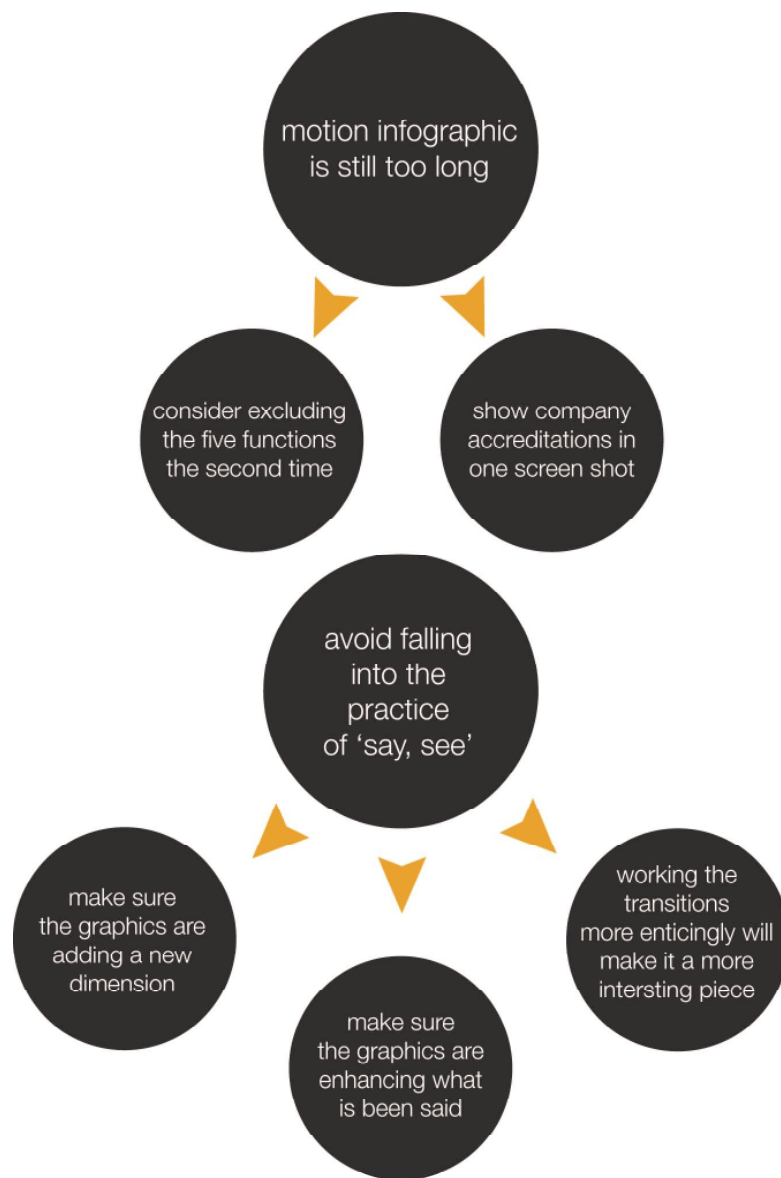 motion infographic
is still too long
consider excluding
the five functions
the second time
show company
accreditations in
one screen shot
avoid falling
into the
practice
of ‘say, see’
make sure
the graphics are
adding a new
dimension
make sure
the graphics are
enhancing what
is been said
working the
transitions
more enticingly will
make it a more
intersting piece